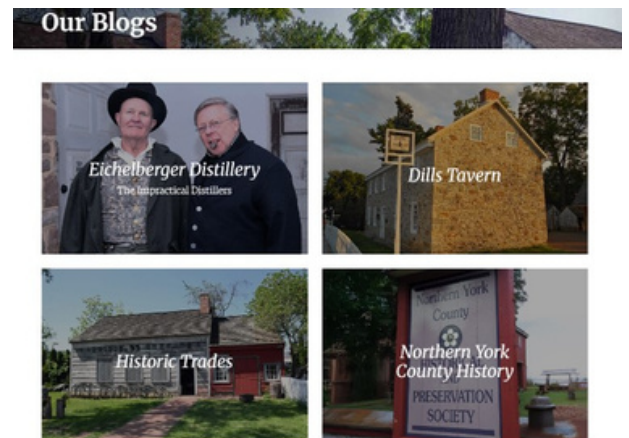 Our Blogs
Eichelberger Distillery
The Impractical Distillers
Dills Tavern
Historic Trades
Northern York
County
Northern York
County History
PRESERVATION
SOCIETY